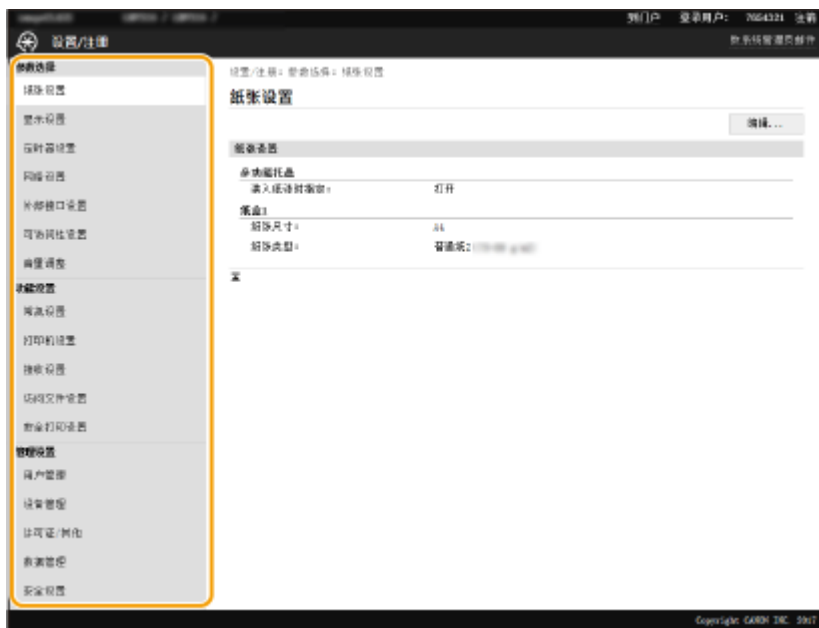 到门户 登录用户: 7654321 注销
设置/注册
致系统管理员邮件
参数选择
纸张设置
显示设置
定时器设置
网络设置
外部接口设置
可访问性设置
音量调整
功能设置
常规设置
打印机设置
接收设置
访问文件设置
安全打印设置
管理设置
用户管理
设备管理
许可证/其他
数据管理
安全设置
设置/注册: 参数选择: 纸张设置
纸张设置
编辑...
纸张设置
多功能托盘
装入纸张时指定: 打开
纸盒1
纸张尺寸: A4
纸张类型: 普通纸2
Copyright CANON INC. 2017